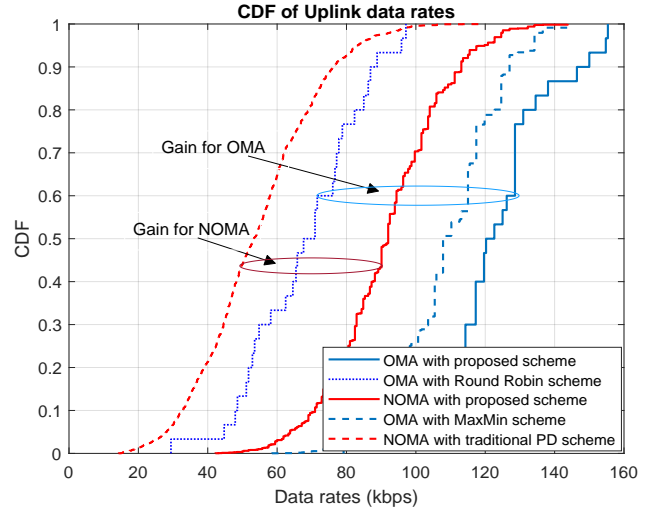 CDF of Uplink data rates
1
0.9
0.8
0.7
0.6
0.5
0.4
0.3
0.2
0.1
0
CDF
Gain for OMA
Gain for NOMA
OMA with proposed scheme
OMA with Round Robin scheme
NOMA with proposed scheme
OMA with MaxMin scheme
NOMA with traditional PD scheme
0 20 40 60 80 100 120 140 160
Data rates (kbps)